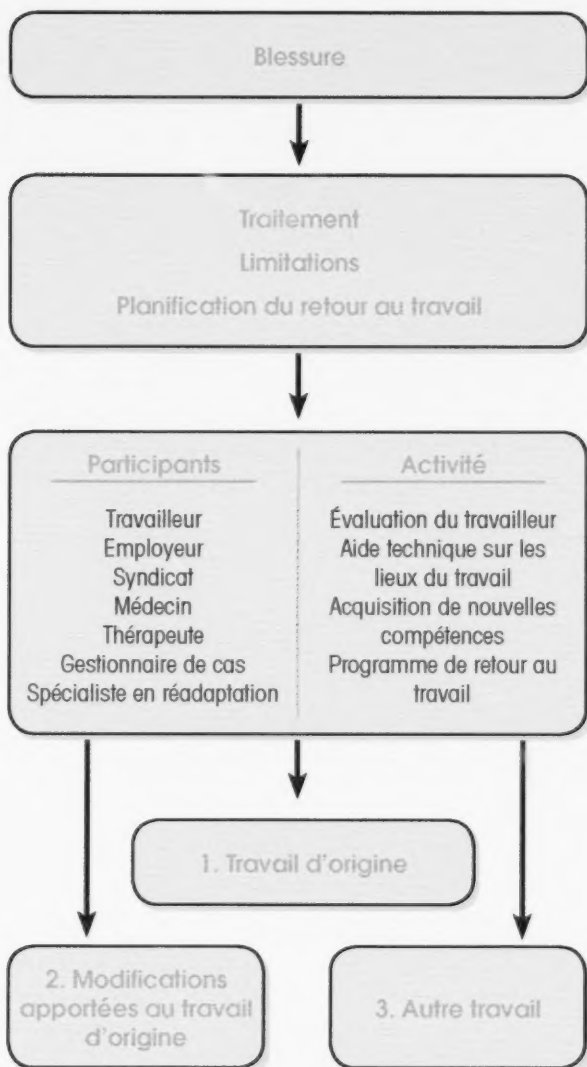 Blessure
Traitement
Limitations
Planification du retour au travail
Participants
Travailleur
Employeur
Syndicat
Médecin
Thérapeute
Gestionnaire de cas
Spécialiste en réadaptation
Activité
Évaluation du travailleur
Aide technique sur les
lieux du travail
Acquisition de nouvelles
compétences
Programme de retour au
travail
1. Travail d'origine
2. Modifications
apportées au travail
d'origine
3. Autre travail